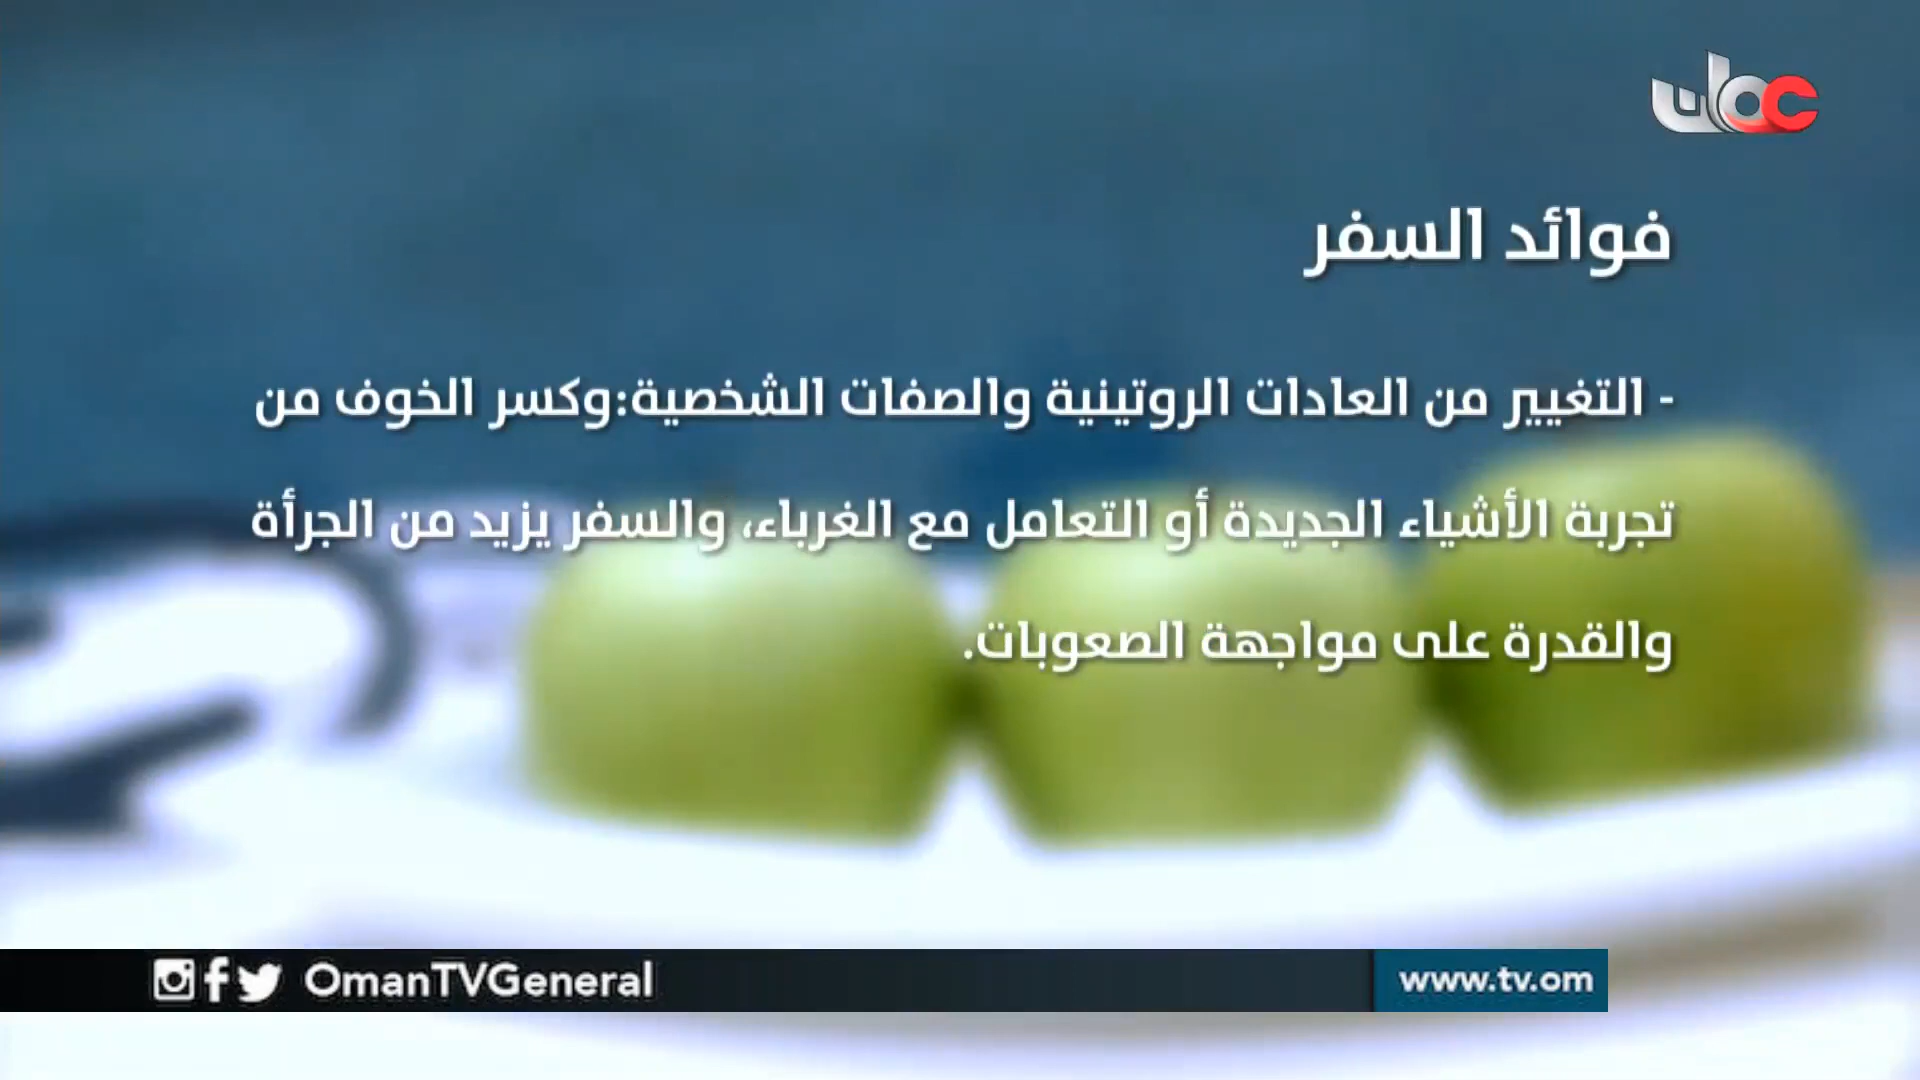 عمان
فوائد السفر
- التغيير من العادات الروتينية والصفات الشخصية:وكسر الخوف من
تجربة الأشياء الجديدة أو التعامل مع الغرباء، والسفر يزيد من الجرأة
والقدرة على مواجهة الصعوبات.
OmanTVGeneral
www.tv.om